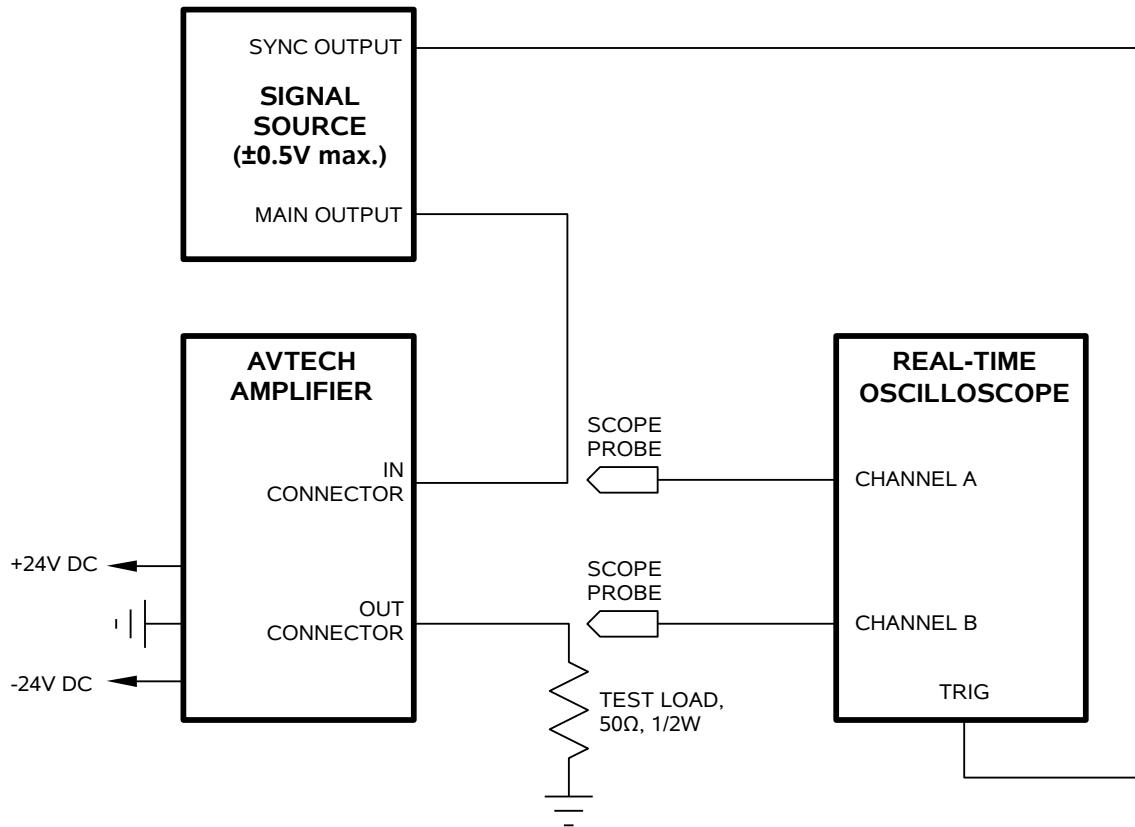 SYNC OUTPUT
SIGNAL
SOURCE
(±0.5V max.)
MAIN OUTPUT
AVTECH
AMPLIFIER
IN
CONNECTOR
OUT
CONNECTOR
+24V DC
-24V DC
SCOPE
PROBE
SCOPE
PROBE
TEST LOAD,
50Ω, 1/2W
REAL-TIME
OSCILLOSCOPE
CHANNEL A
CHANNEL B
TRIG